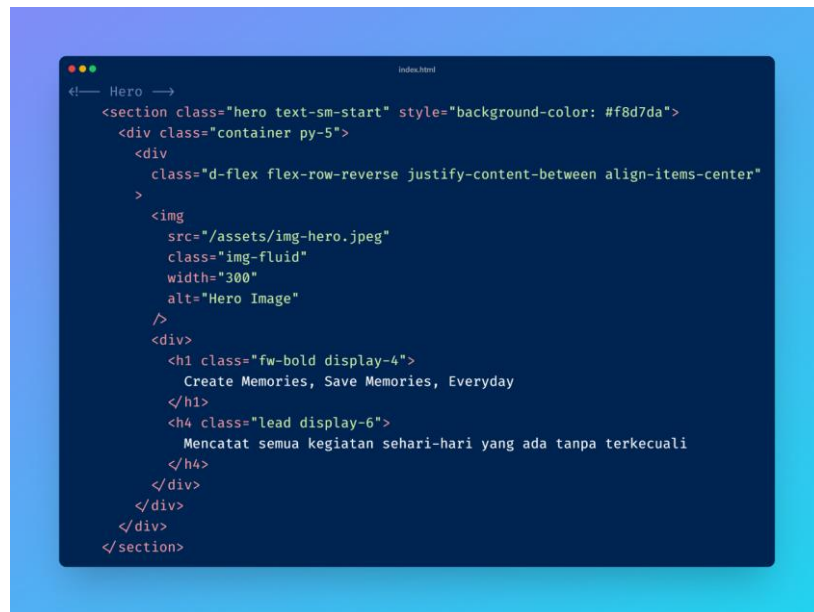 index.html
<!-- Hero -->
<section class="hero text-sm-start" style="background-color: #f8d7da">
<div class="container py-5">
<div
class="d-flex flex-row-reverse justify-content-between align-items-center"
>
<img
src="/assets/img-hero.jpeg"
class="img-fluid"
width="300"
alt="Hero Image"
/>
<div>
<h1 class="fw-bold display-4">
Create Memories, Save Memories, Everyday
</h1>
<h4 class="lead display-6">
Mencatat semua kegiatan sehari-hari yang ada tanpa terkecuali
</h4>
</div>
</div>
</div>
</section>